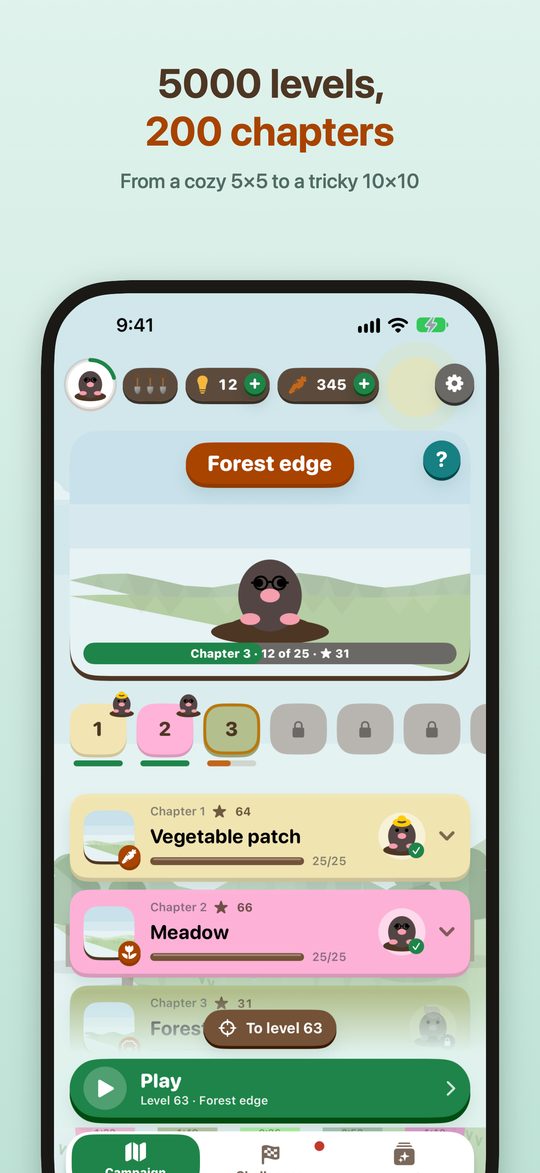 5000 levels,
200 chapters
From a cozy 5×5 to a tricky 10×10
9:41
12
345
Forest edge
?
Chapter 3 · 12 of 25 · ★ 31
1
2
3
Chapter 1 ★ 64
Vegetable patch
25/25
Chapter 2 ★ 66
Meadow
25/25
Chapter 3 ★ 31
Forest
To level 63
Play
Level 63 · Forest edge
Campaign